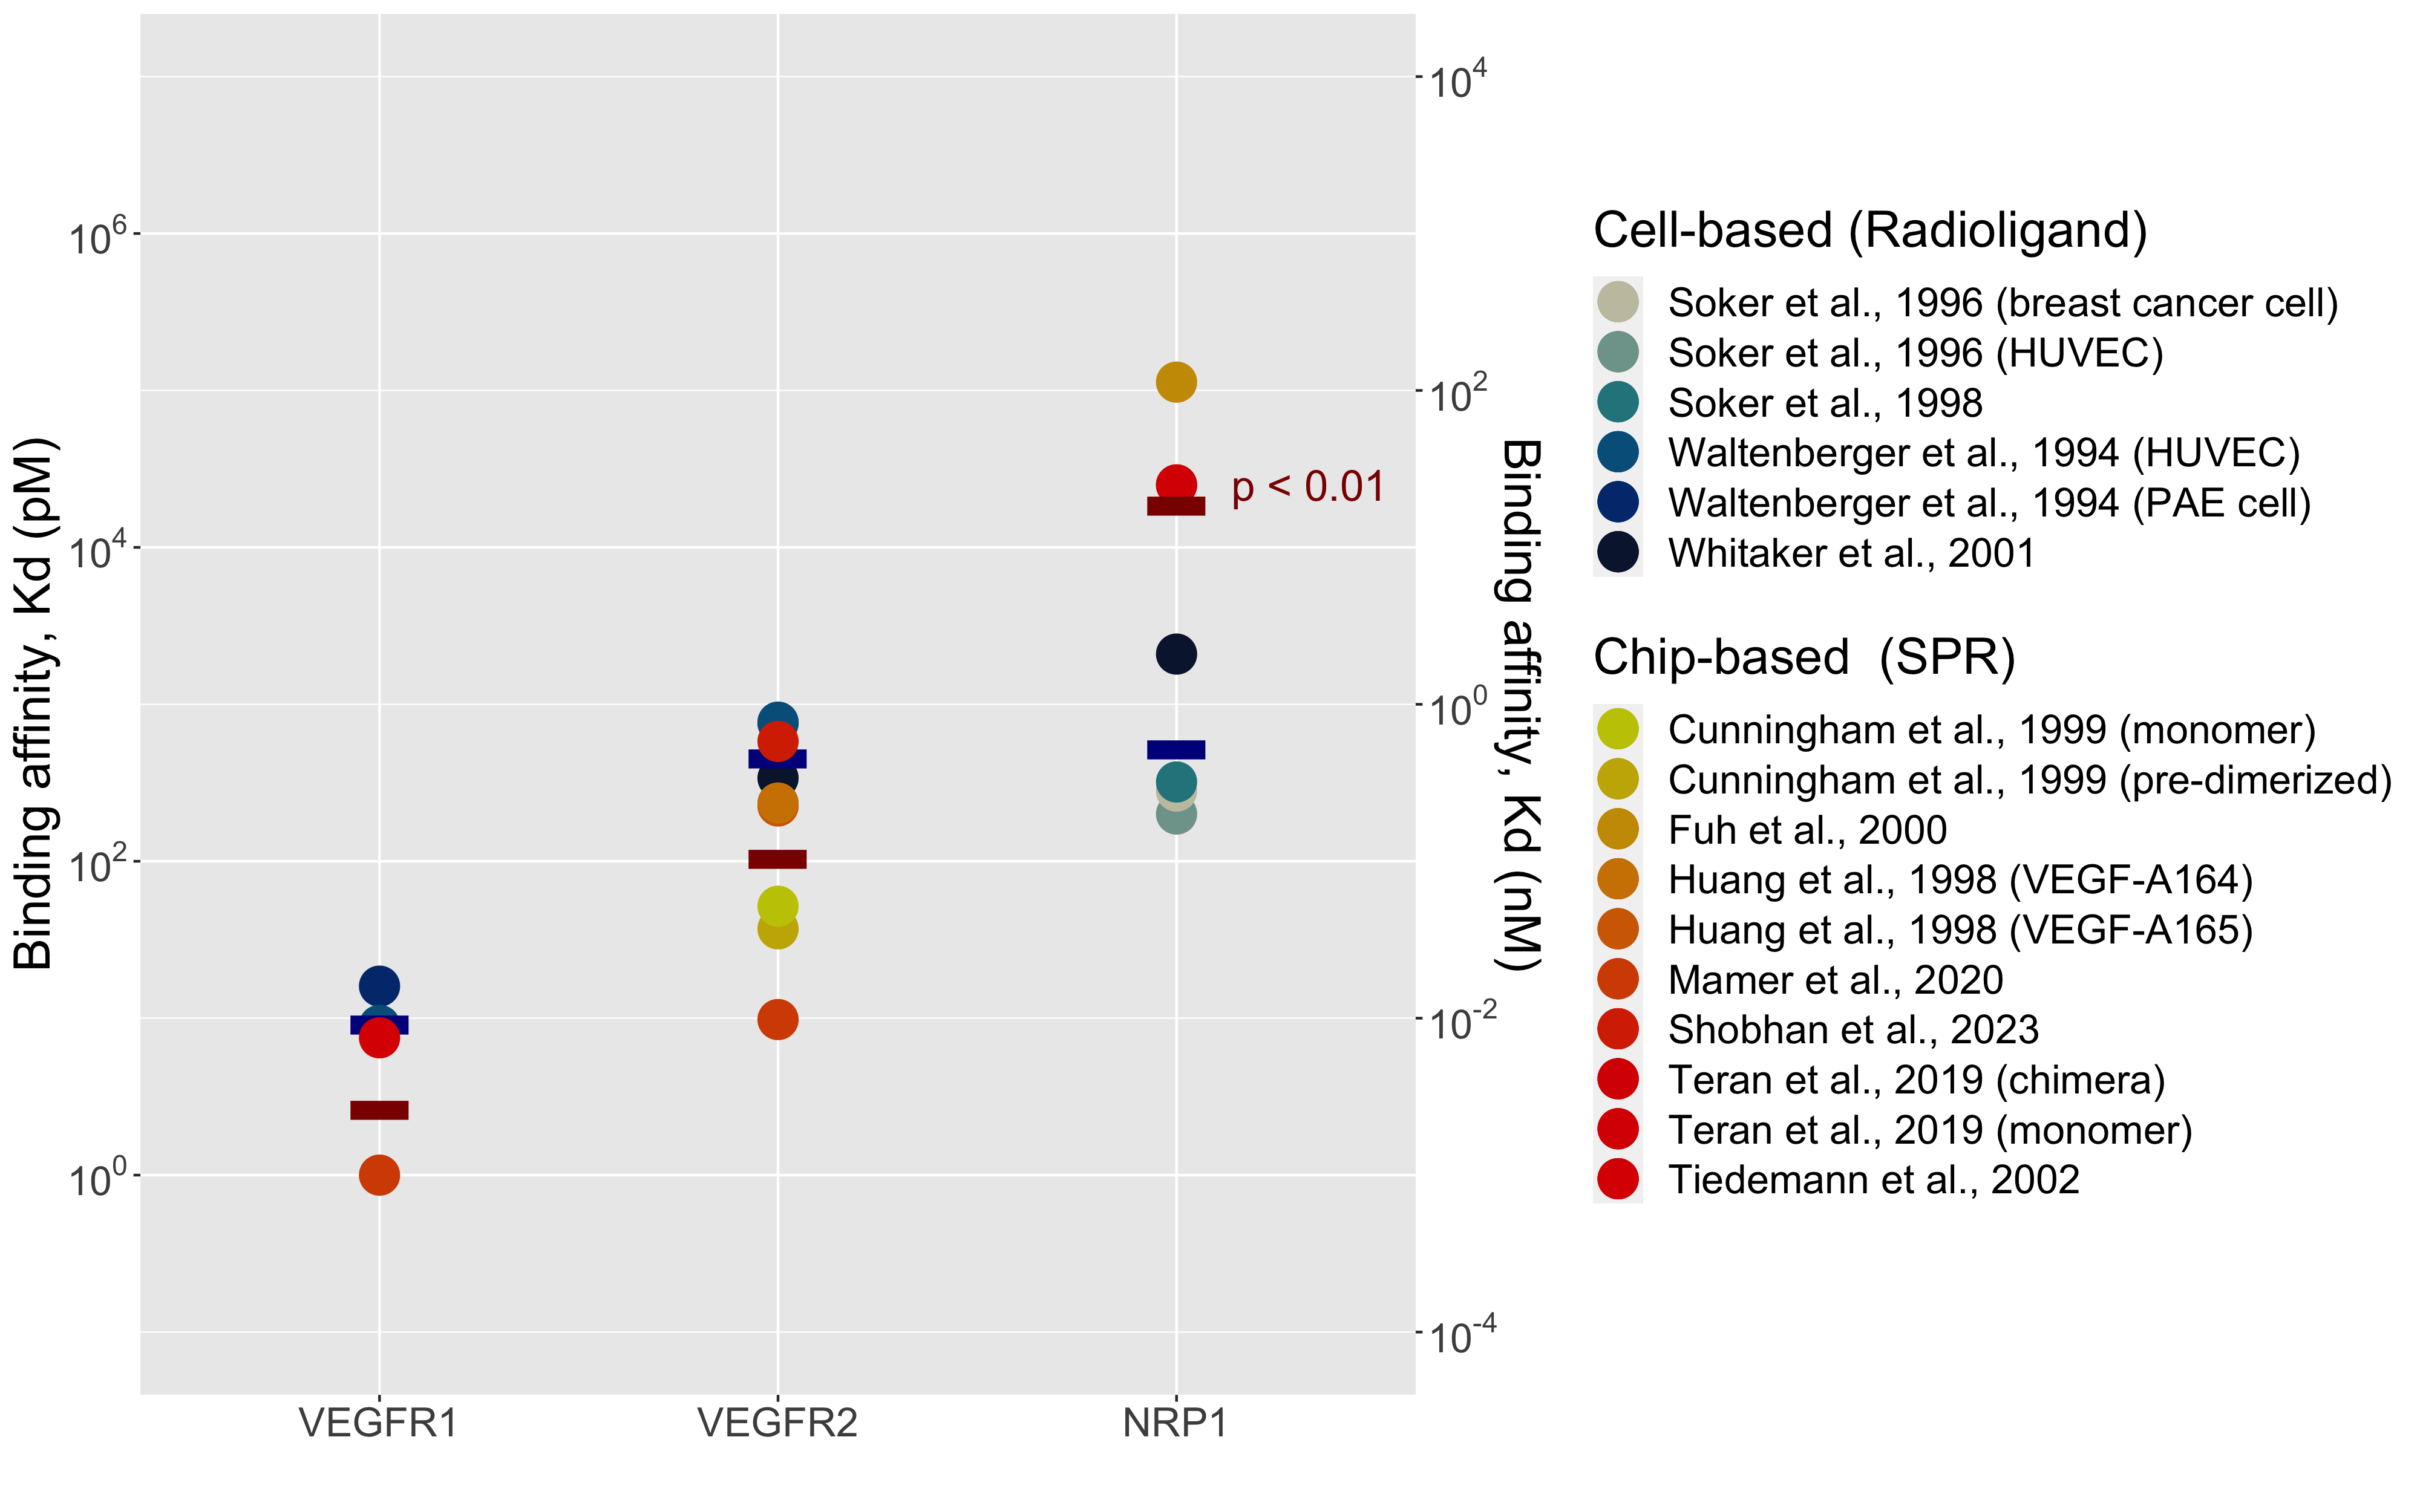 Binding affinity, Kd (pM)
10^6
10^4
10^2
10^0
p < 0.01
VEGFR1
VEGFR2
NRP1
10^4
10^2
10^0
10^-2
10^-4
Binding affinity, Kd (nM)
Cell-based (Radioligand)
Soker et al., 1996 (breast cancer cell)
Soker et al., 1996 (HUVEC)
Soker et al., 1998
Waltenberger et al., 1994 (HUVEC)
Waltenberger et al., 1994 (PAE cell)
Whitaker et al., 2001
Chip-based  (SPR)
Cunningham et al., 1999 (monomer)
Cunningham et al., 1999 (pre-dimerized)
Fuh et al., 2000
Huang et al., 1998 (VEGF-A164)
Huang et al., 1998 (VEGF-A165)
Mamer et al., 2020
Shobhan et al., 2023
Teran et al., 2019 (chimera)
Teran et al., 2019 (monomer)
Tiedemann et al., 2002